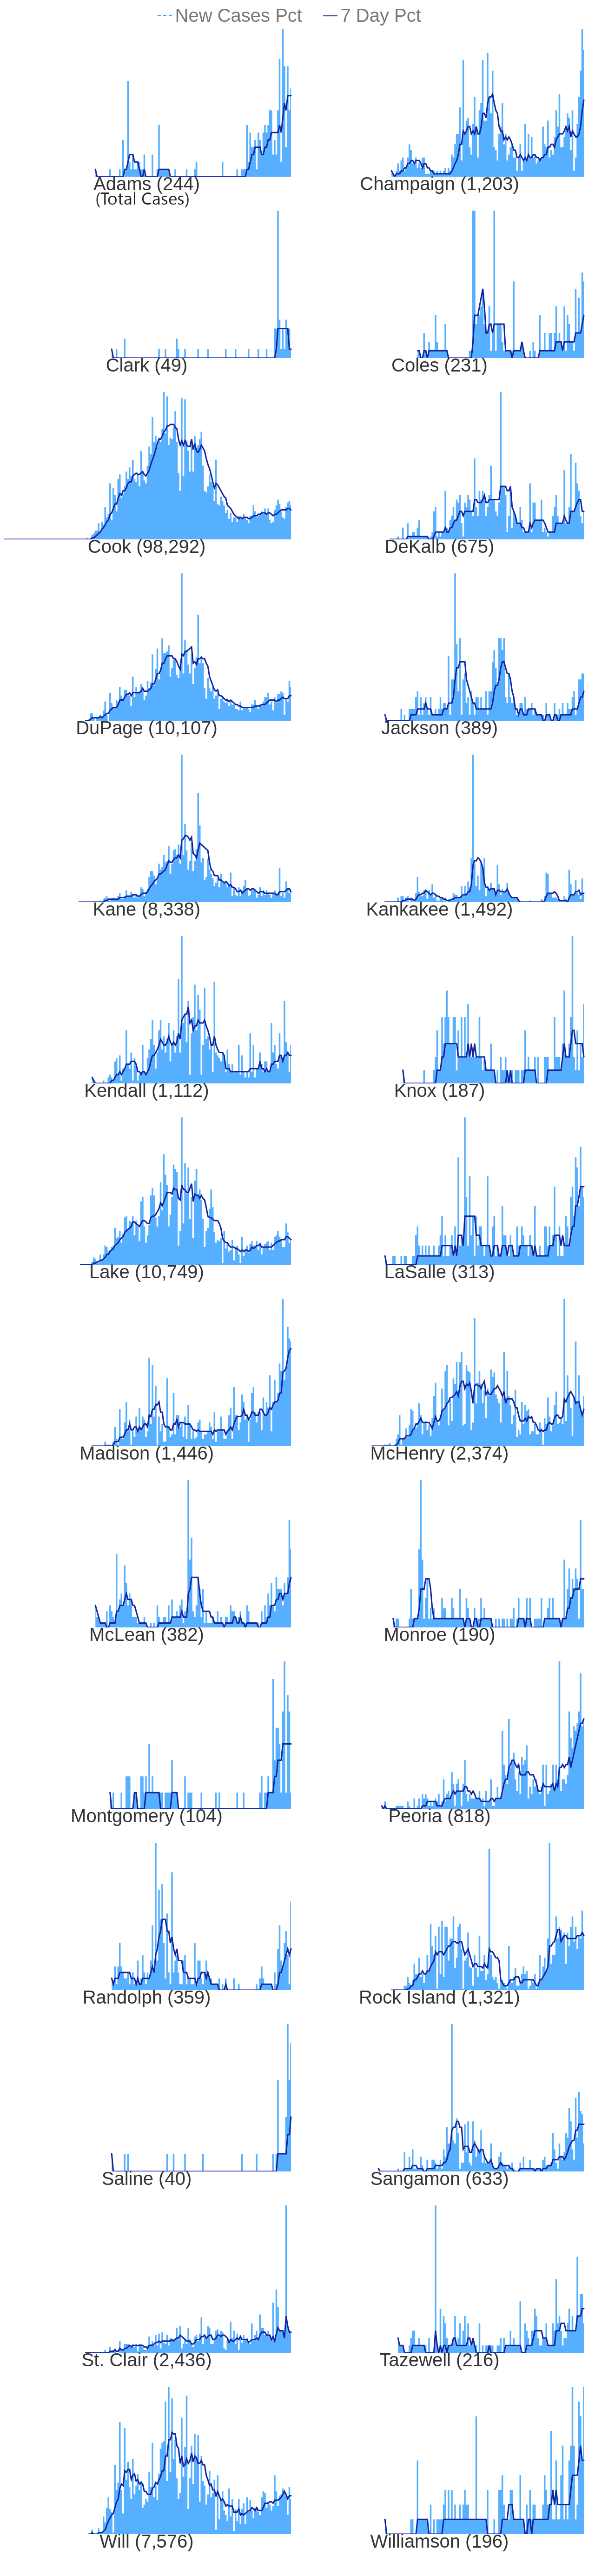 New Cases Pct 7 Day Pct
Adams (244) Champaign (1,203)
(Total Cases)
Clark (49) Coles (231)
Cook (98,292) DeKalb (675)
DuPage (10,107) Jackson (389)
Kane (8,338) Kankakee (1,492)
Kendall (1,112) Knox (187)
Lake (10,749) LaSalle (313)
Madison (1,446) McHenry (2,374)
McLean (382) Monroe (190)
Montgomery (104) Peoria (818)
Randolph (359) Rock Island (1,321)
Saline (40) Sangamon (633)
St. Clair (2,436) Tazewell (216)
Will (7,576) Williamson (196)